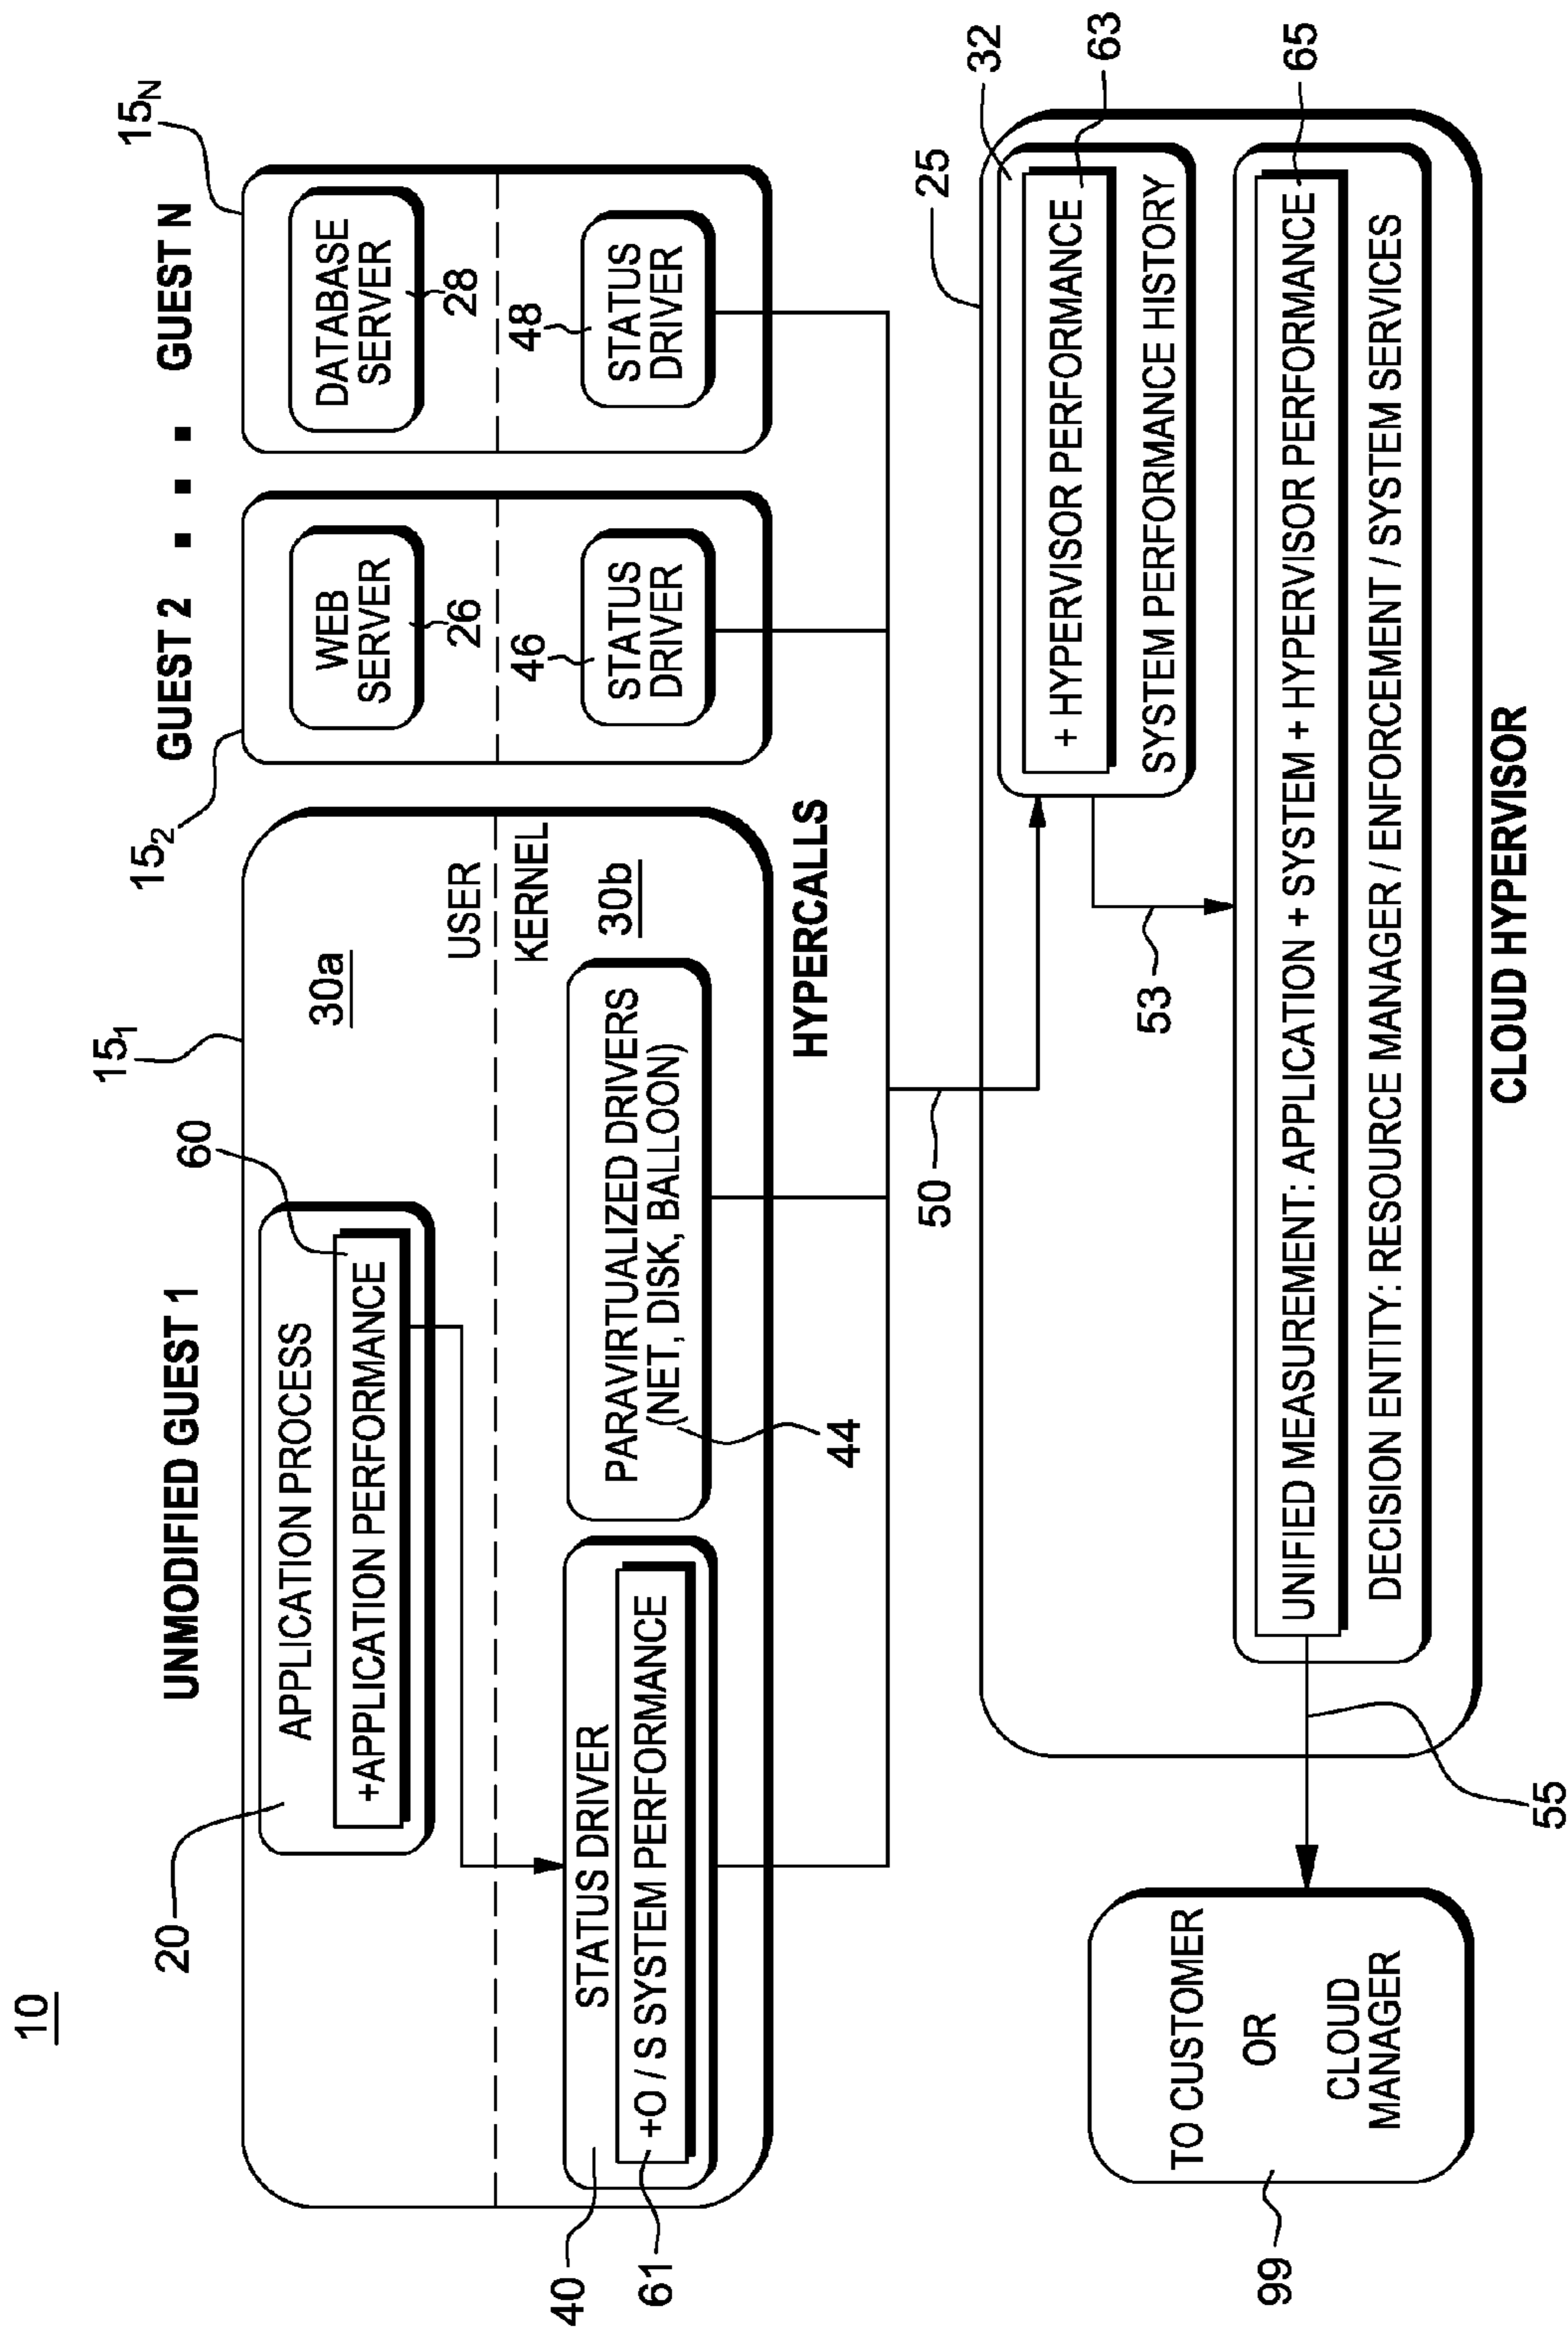 10
UNMODIFIED GUEST 1
GUEST 2
GUEST N
15₁
15₂
15N
20
APPLICATION PROCESS
60
+APPLICATION PERFORMANCE
30a
USER
KERNEL
30b
40
STATUS DRIVER
61
+O / S SYSTEM PERFORMANCE
PARAVIRTUALIZED DRIVERS
(NET, DISK, BALLOON)
44
WEB
SERVER
26
46
STATUS
DRIVER
DATABASE
SERVER
28
48
STATUS
DRIVER
HYPERCALLS
50
25
32
+ HYPERVISOR PERFORMANCE
63
SYSTEM PERFORMANCE HISTORY
53
UNIFIED MEASUREMENT: APPLICATION + SYSTEM + HYPERVISOR PERFORMANCE
65
DECISION ENTITY: RESOURCE MANAGER / ENFORCEMENT / SYSTEM SERVICES
CLOUD HYPERVISOR
55
TO CUSTOMER
OR
CLOUD
MANAGER
99